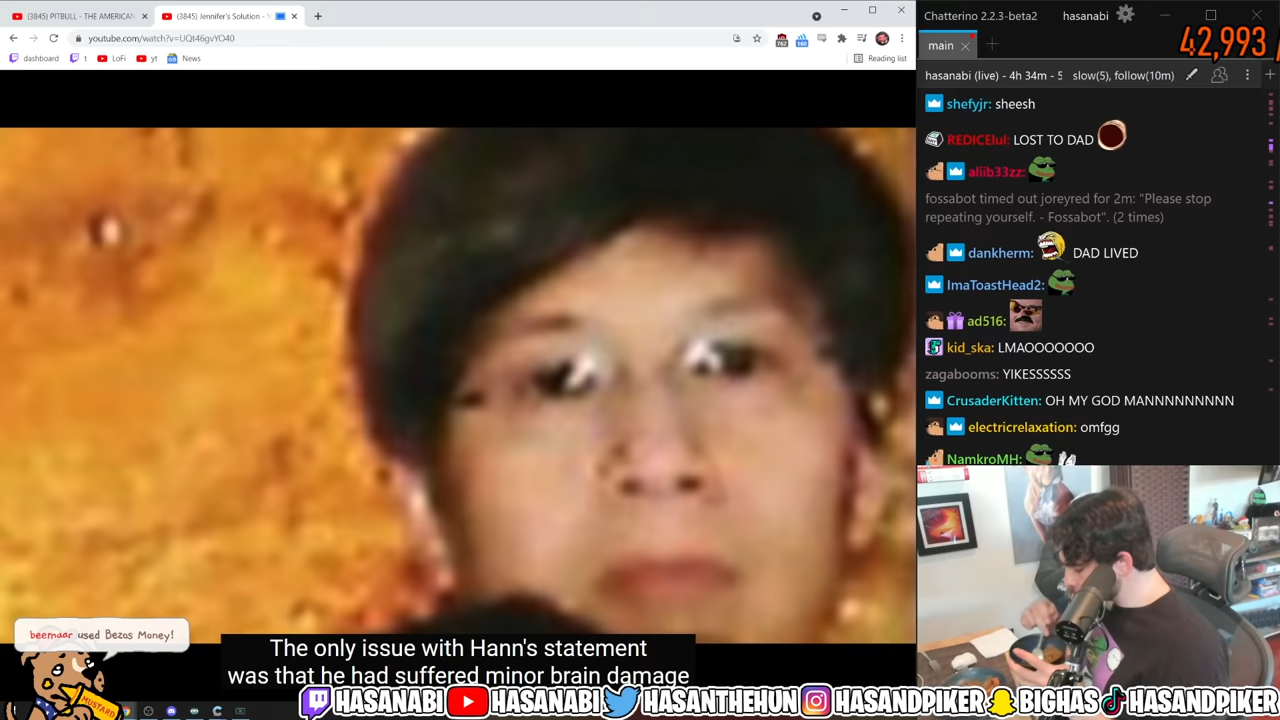 (3845) PITBULL - THE AMERICAN
(3845) Jennifer's Solution -
youtube.com/watch?v=UQt46gvYO40
762
160
dashboard
t
LoFi
yt
News
Reading list
The only issue with Hann's statement
was that he had suffered minor brain damage
beemaar used Bezos Money!
MUSTARD
Chatterino 2.2.3-beta2
hasanabi
42,993
main
hasanabi (live) - 4h 34m - 5
slow(5), follow(10m)
shefyjr: sheesh
REDICElul: LOST TO DAD
aliib33zz:
fossabot timed out joreyred for 2m: "Please stop
repeating yourself. - Fossabot". (2 times)
dankherm: DAD LIVED
ImaToastHead2:
ad516:
kid_ska: LMAOOOOOOO
zagabooms: YIKESSSSS
CrusaderKitten: OH MY GOD MANNNNNNNNN
electricrelaxation: omfgg
NamkroMH:
HASANABI HASANABI HASANTHEHUN HASANDPIKER BIGHAS HASANDPIKER